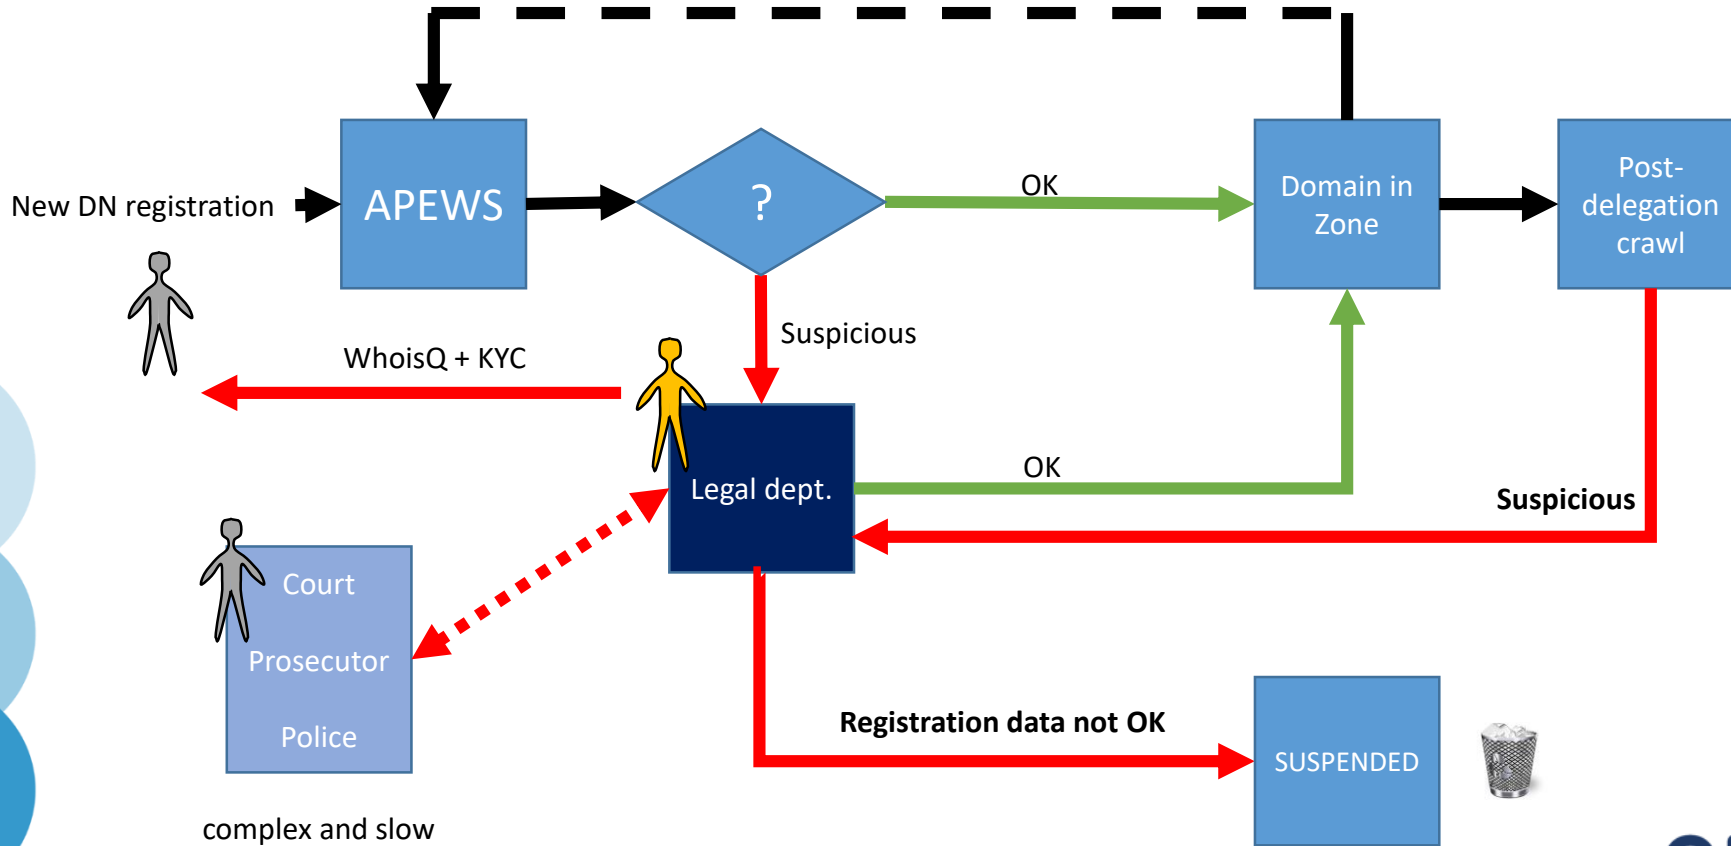 New DN registration
APEWS
?
OK
Domain in
Zone
Post-
delegation
crawl
Suspicious
WhoisQ + KYC
Legal dept.
OK
Suspicious
Court
Prosecutor
Police
complex and slow
Registration data not OK
SUSPENDED